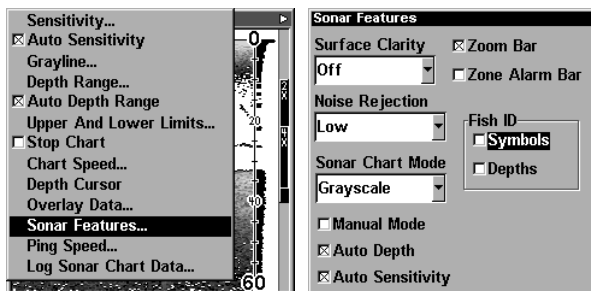 Sensitivity...
Auto Sensitivity
Grayline...
Depth Range...
Auto Depth Range
Upper And Lower Limits...
Stop Chart
Chart Speed...
Depth Cursor
Overlay Data...
Sonar Features...
Ping Speed...
Log Sonar Chart Data...
0
20
40
60
2X
4X
Sonar Features
Surface Clarity
Off
Noise Rejection
Low
Sonar Chart Mode
Grayscale
Manual Mode
Auto Depth
Auto Sensitivity
Zoom Bar
Zone Alarm Bar
Fish ID
Symbols
Depths